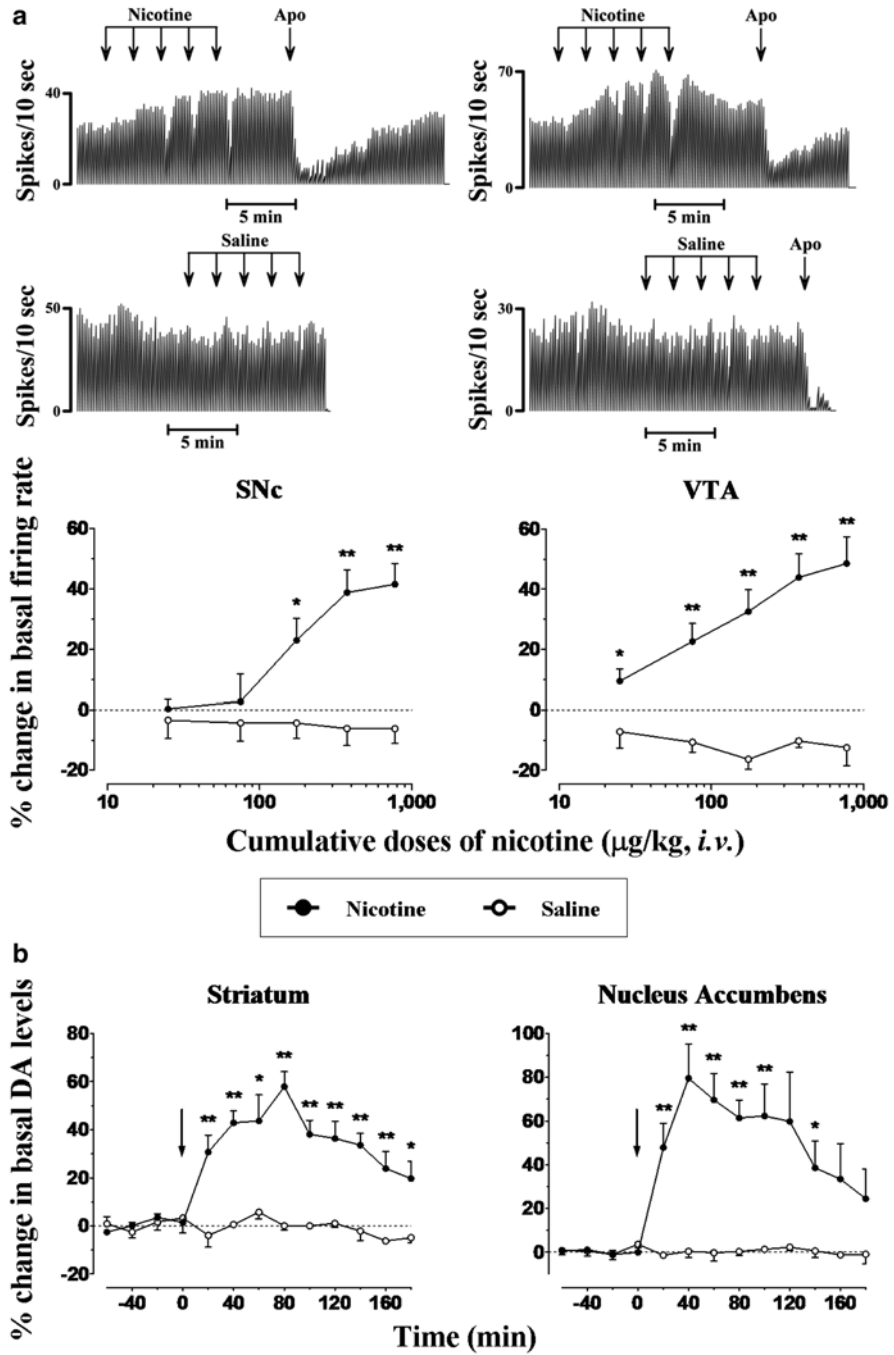 a
Nicotine Apo
Nicotine Apo
Spikes/10 sec
40
0
5 min
Spikes/10 sec
70
0
5 min
Saline
Saline Apo
Spikes/10 sec
50
0
5 min
Spikes/10 sec
30
0
5 min
% change in basal firing rate
SNc
60
40
20
0
-20
* ** **
10 100 1,000
VTA
60
40
20
0
-20
* ** ** ** **
10 100 1,000
Cumulative doses of nicotine (µg/kg, i.v.)
Nicotine Saline
b
% change in basal DA levels
Striatum
80
60
40
20
0
-20
** ** * ** ** ** ** ** *
-40 0 40 80 120 160
Nucleus Accumbens
100
80
60
40
20
0
** ** ** ** ** *
-40 0 40 80 120 160
Time (min)